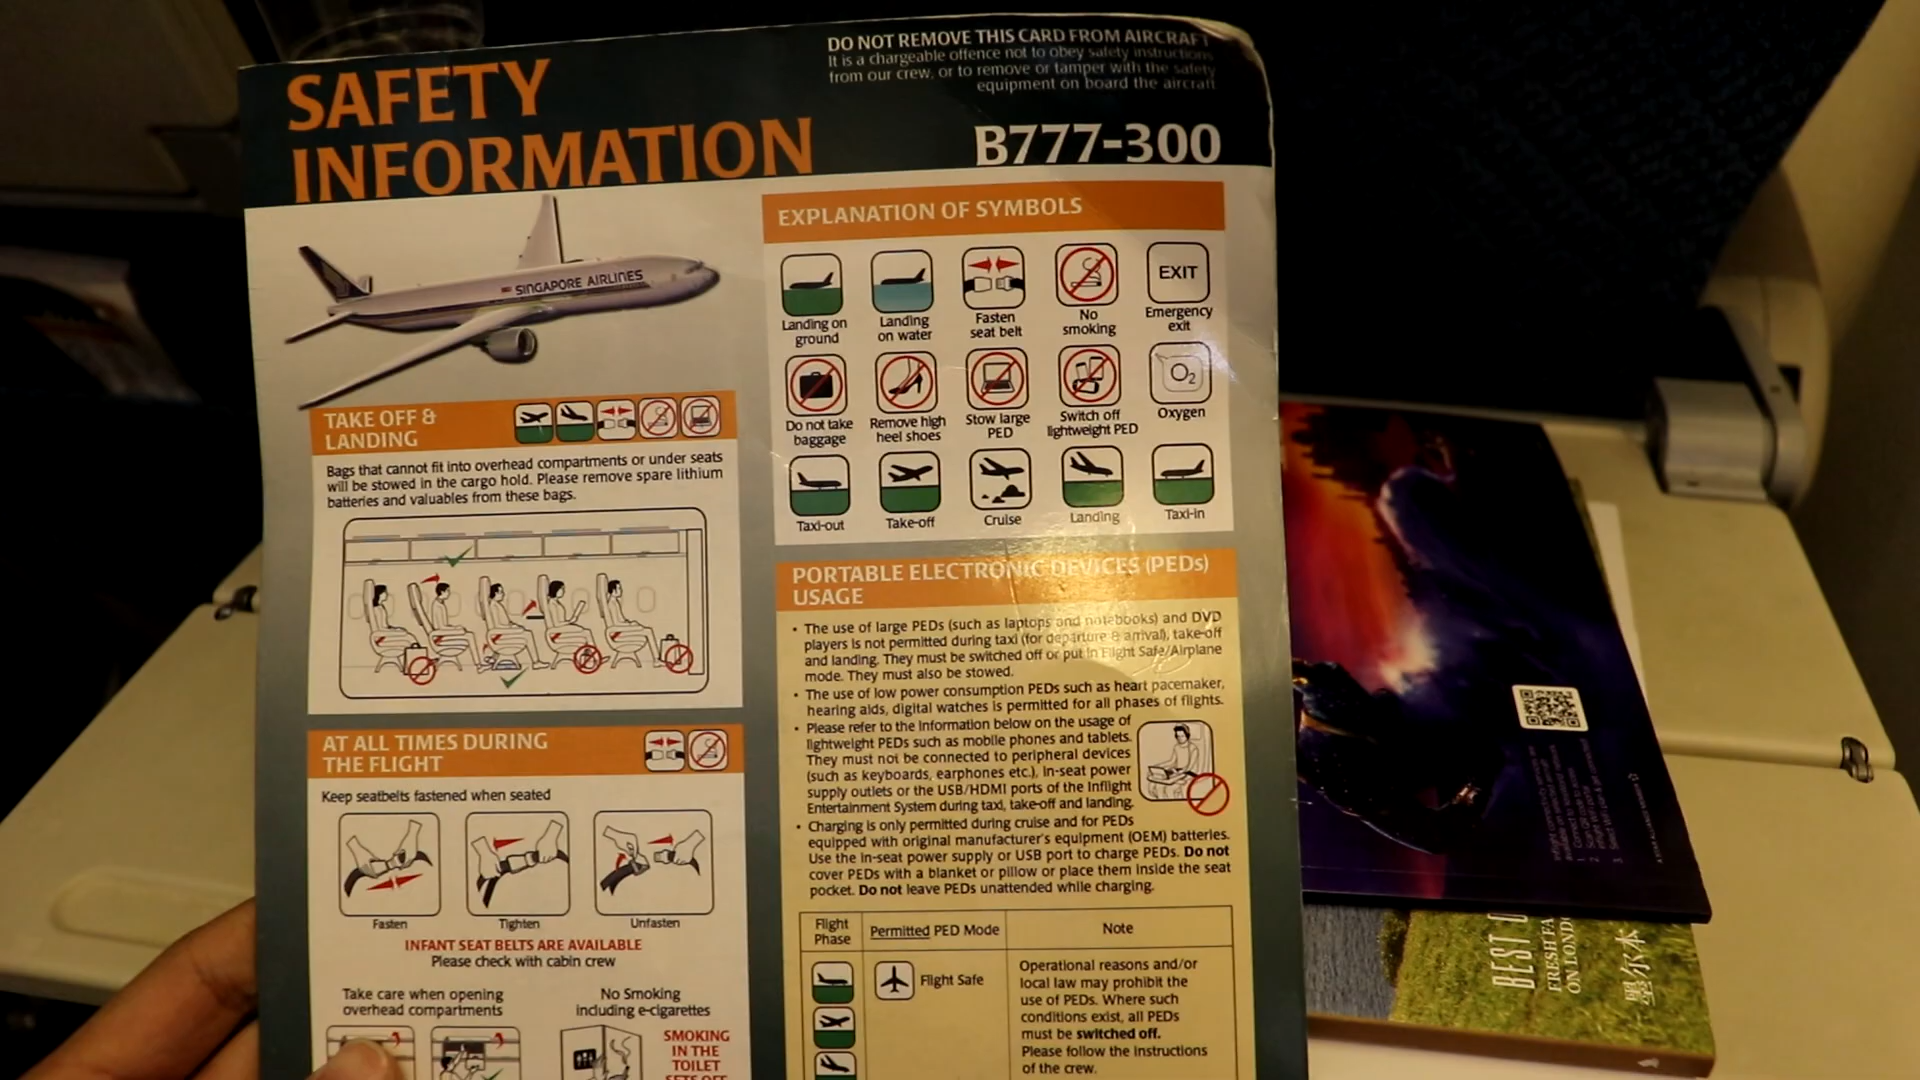 DO NOT REMOVE THIS CARD FROM AIRCRAFT
It is a chargeable offence not to obey safety instructions
from our crew, or to remove or tamper with the safety
equipment on board the aircraft
SAFETY
INFORMATION
B777-300
SINGAPORE AIRLINES
TAKE OFF &
LANDING
Bags that cannot fit into overhead compartments or under seats
will be stowed in the cargo hold. Please remove spare lithium
batteries and valuables from these bags.
AT ALL TIMES DURING
THE FLIGHT
Keep seatbelts fastened when seated
Fasten
Tighten
Unfasten
INFANT SEAT BELTS ARE AVAILABLE
Please check with cabin crew
Take care when opening
overhead compartments
No Smoking
including e-cigarettes
SMOKING
IN THE
TOILET
SETS OFF
EXPLANATION OF SYMBOLS
Landing on
ground
Landing
on water
Fasten
seat belt
No
smoking
EXIT
Emergency
exit
Do not take
baggage
Remove high
heel shoes
Stow large
PED
Switch off
lightweight PED
O2
Oxygen
Taxi-out
Take-off
Cruise
Landing
Taxi-in
PORTABLE ELECTRONIC DEVICES (PEDs)
USAGE
• The use of large PEDs (such as laptops and notebooks) and DVD
players is not permitted during taxi (for departure & arrival), take-off
and landing. They must be switched off or put in Flight Safe/Airplane
mode. They must also be stowed.
• The use of low power consumption PEDs such as heart pacemaker,
hearing aids, digital watches is permitted for all phases of flights.
• Please refer to the information below on the usage of
lightweight PEDs such as mobile phones and tablets.
They must not be connected to peripheral devices
(such as keyboards, earphones etc.), in-seat power
supply outlets or the USB/HDMI ports of the Inflight
Entertainment System during taxi, take-off and landing.
• Charging is only permitted during cruise and for PEDs
equipped with original manufacturer's equipment (OEM) batteries.
Use the in-seat power supply or USB port to charge PEDs. Do not
cover PEDs with a blanket or pillow or place them inside the seat
pocket. Do not leave PEDs unattended while charging.
Flight
Phase
Permitted PED Mode
Note
Flight Safe
Operational reasons and/or
local law may prohibit the
use of PEDs. Where such
conditions exist, all PEDs
must be switched off.
Please follow the instructions
of the crew.
BEST
FRESH FA
ON LOND
墨尔本